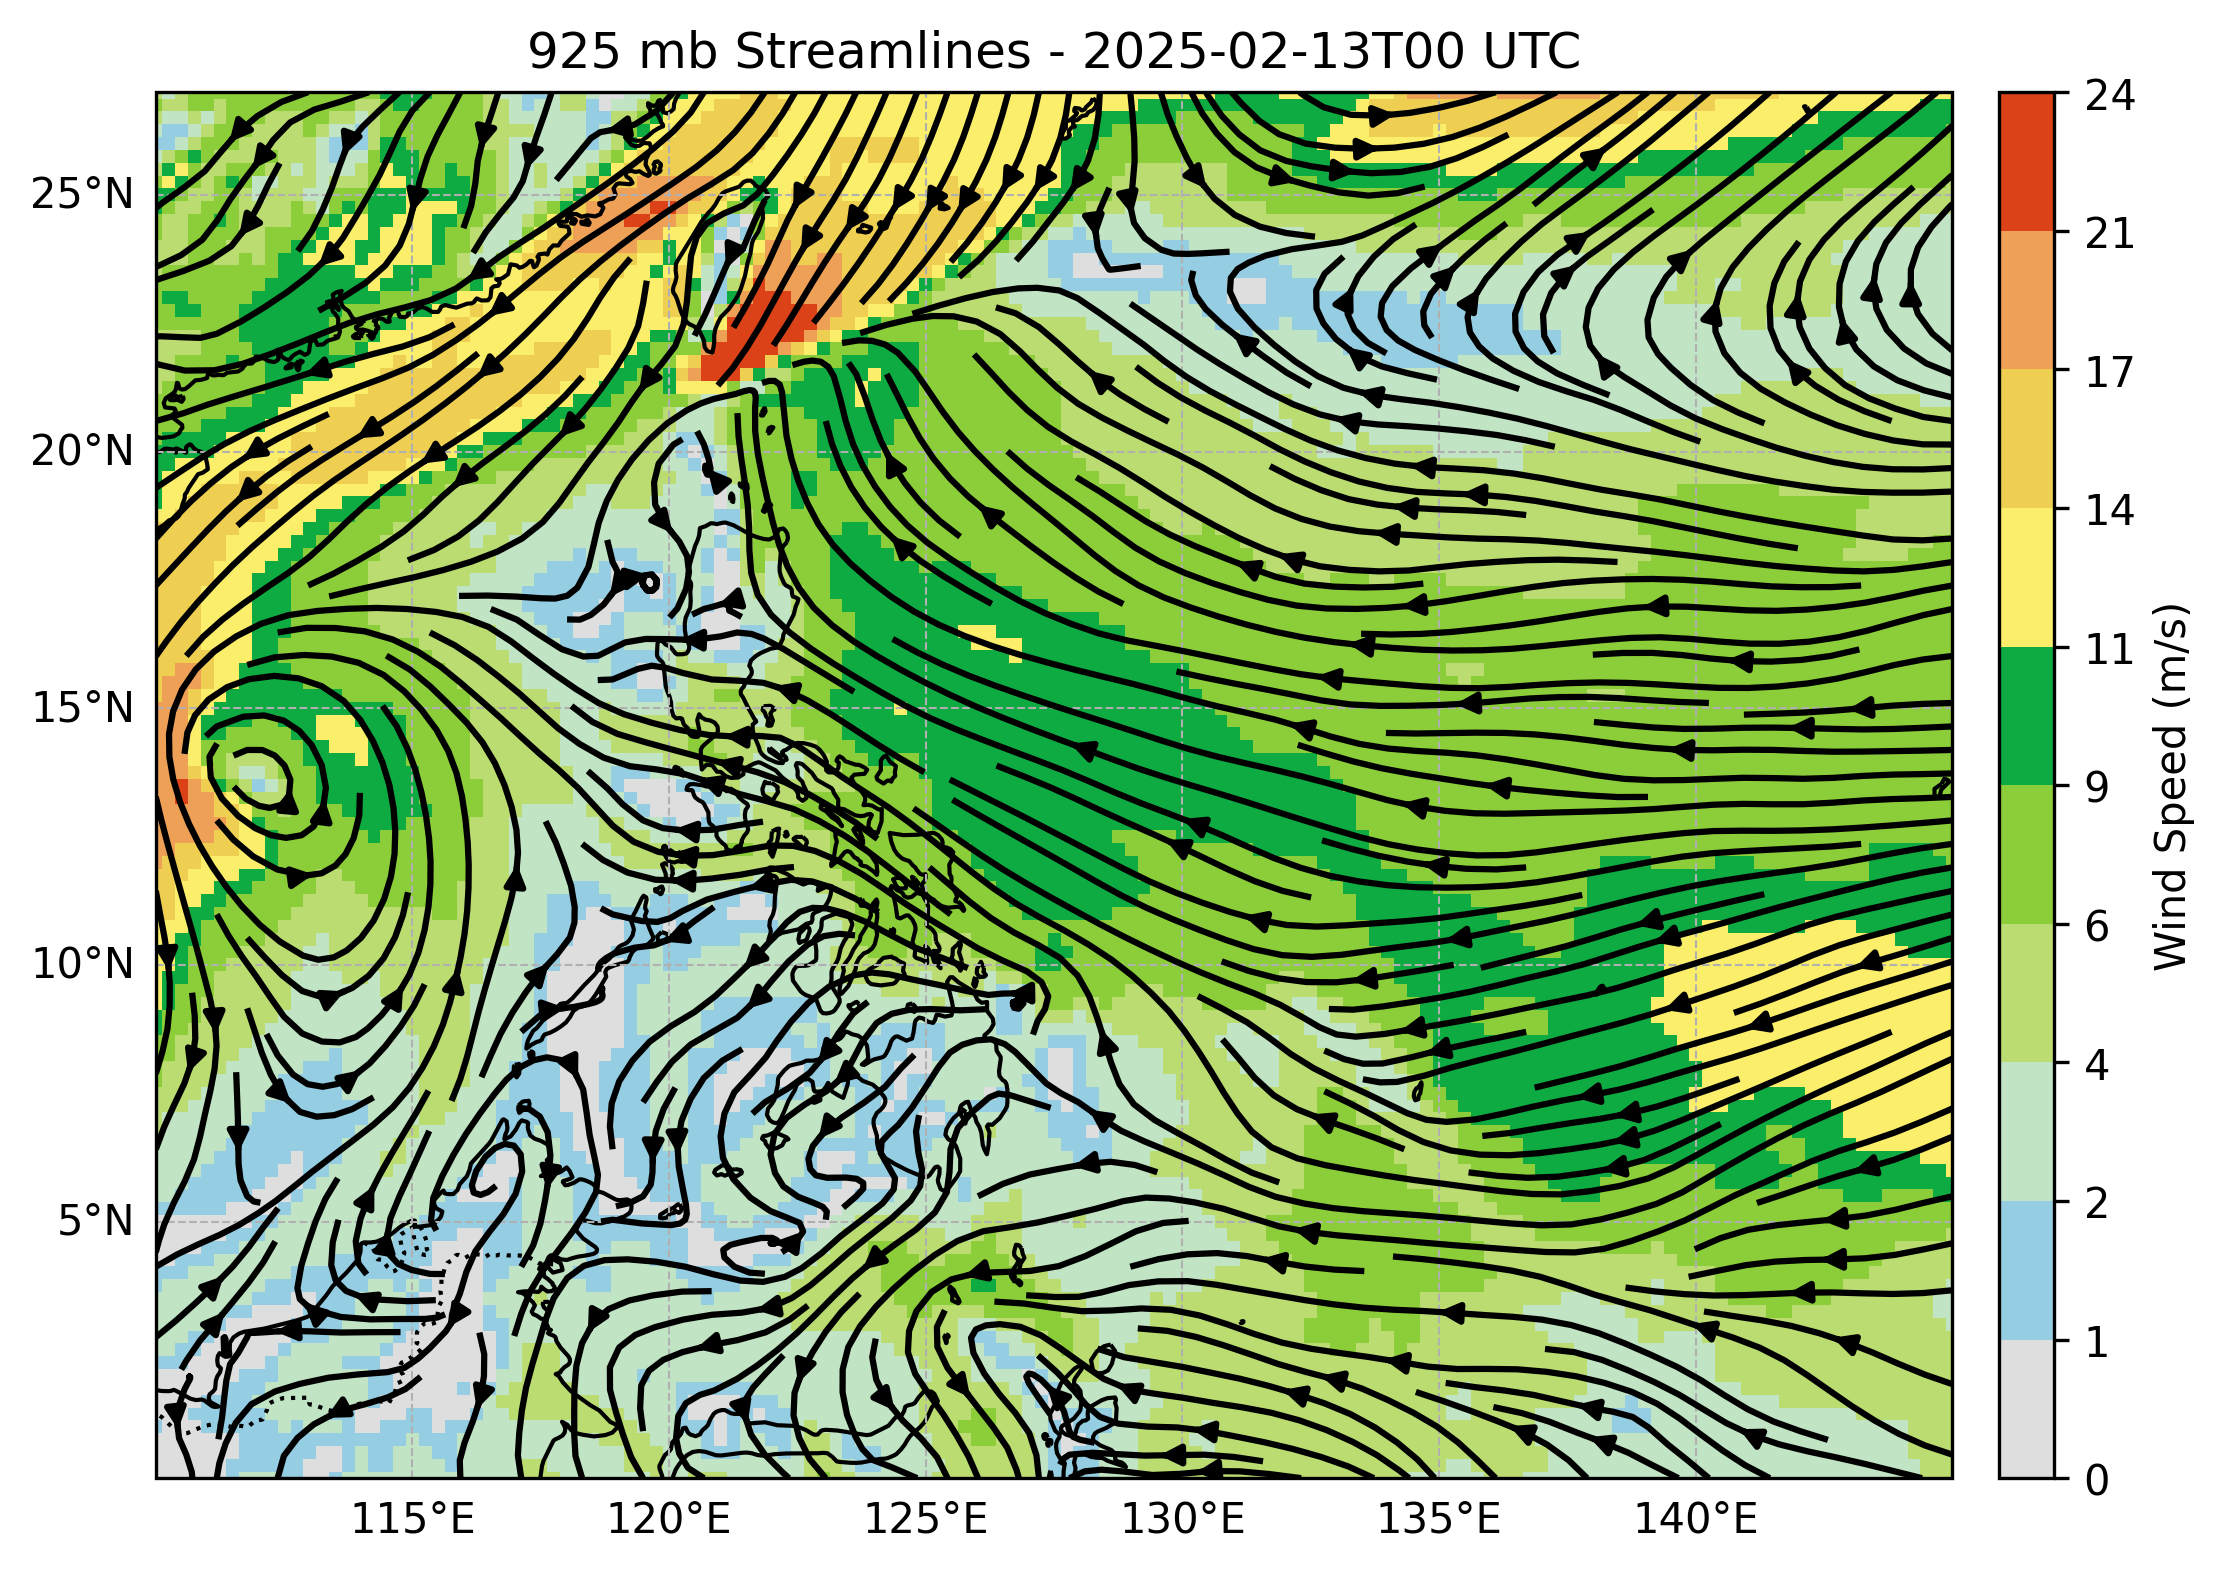 925 mb Streamlines - 2025-02-13T00 UTC
25°N
20°N
15°N
10°N
5°N
115°E
120°E
125°E
130°E
135°E
140°E
24
21
17
14
11
9
6
4
2
1
0
Wind Speed (m/s)